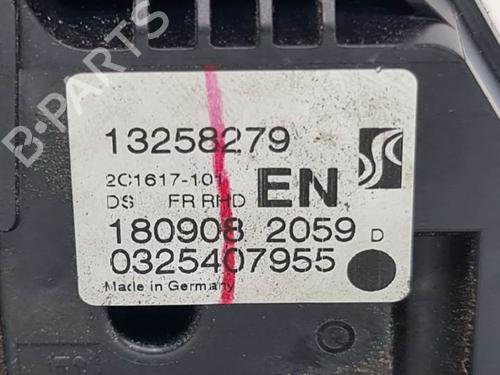 B-PARTS
13258279
2C1617-101
DS FR RHD EN
180908 2059 D
0325407955
Made in Germany